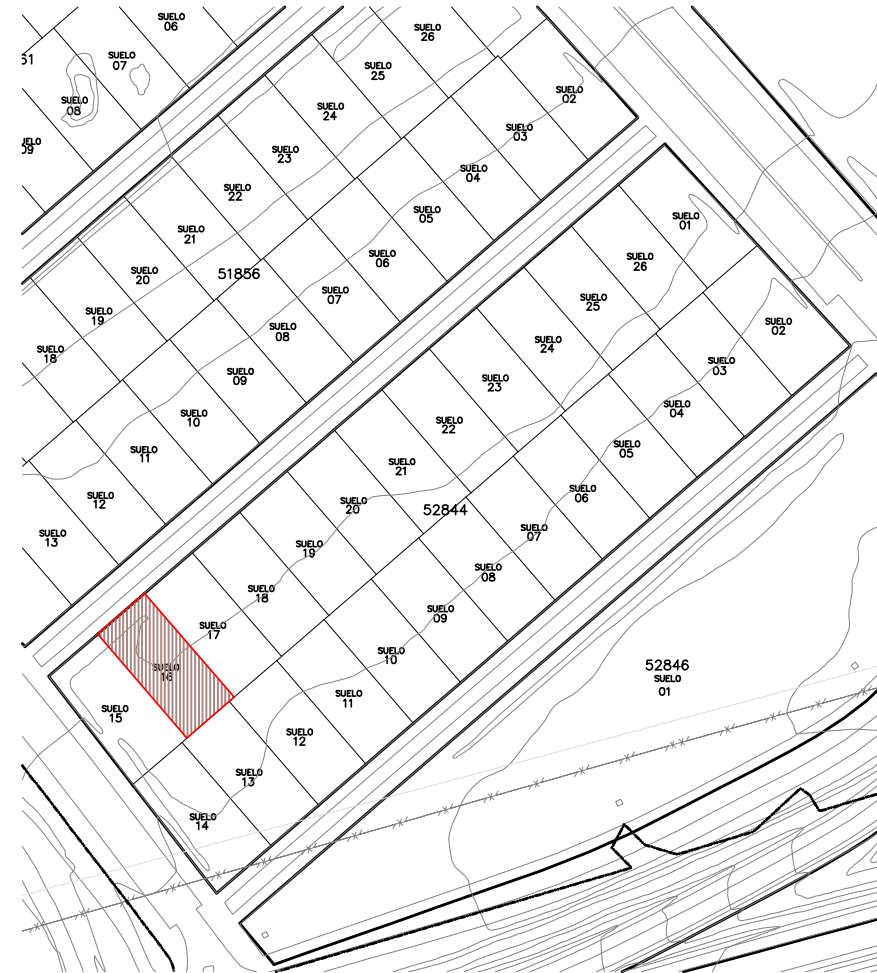 SUELO
06
SUELO
07
SUELO
08
SUELO
26
SUELO
25
SUELO
24
SUELO
23
SUELO
22
SUELO
21
SUELO
20
SUELO
19
SUELO
18
51856
SUELO
02
SUELO
03
SUELO
04
SUELO
05
SUELO
06
SUELO
07
SUELO
08
SUELO
09
SUELO
10
SUELO
11
SUELO
12
SUELO
13
SUELO
01
SUELO
26
SUELO
25
SUELO
24
SUELO
23
SUELO
22
SUELO
21
SUELO
20
SUELO
19
SUELO
18
SUELO
17
SUELO
16
SUELO
15
52844
SUELO
02
SUELO
03
SUELO
04
SUELO
05
SUELO
06
SUELO
07
SUELO
08
SUELO
09
SUELO
10
SUELO
11
SUELO
12
SUELO
13
SUELO
14
52846
SUELO
01